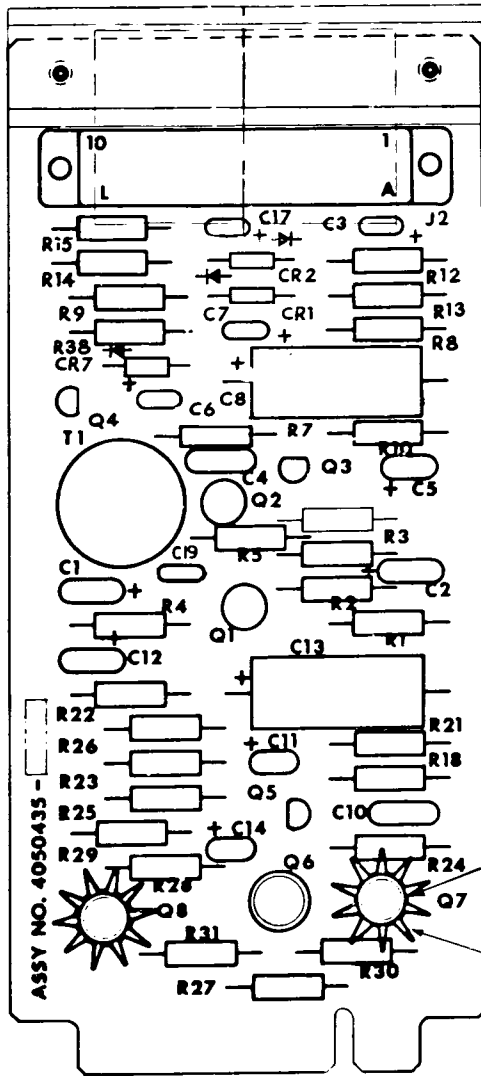 10 1
L A
C17 C3 J2
R15
R14 CR2 R12
R9 C7 CR1 R13
R38 R8
CR7
C6 C8
Q4 R7
T1 R10
C4 Q3 C5
Q2
R5 R3
C19
C1 C2
R4 R2
Q1 R1
C12 C13
R22 R21
R26 C11 R18
R23
R25 Q5 C10
R29 C14 R24
R28 Q6
Q8 Q7
R31 R30
R27
ASSY NO. 4050435-